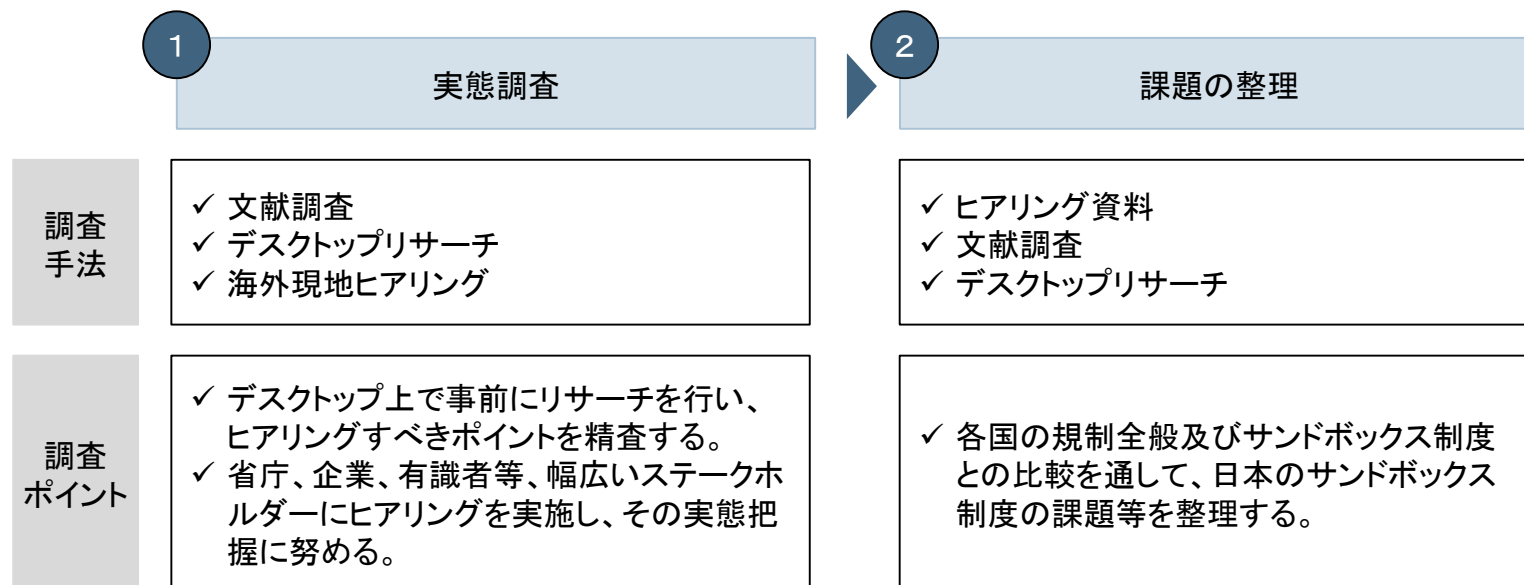 1
実態調査
2
課題の整理
調査
手法
✓ 文献調査
✓ デスクトップリサーチ
✓ 海外現地ヒアリング
✓ ヒアリング資料
✓ 文献調査
✓ デスクトップリサーチ
調査
ポイント
✓ デスクトップ上で事前にリサーチを行い、
ヒアリングすべきポイントを精査する。
✓ 省庁、企業、有識者等、幅広いステークホ
ルダーにヒアリングを実施し、その実態把
握に努める。
✓ 各国の規制全般及びサンドボックス制度
との比較を通して、日本のサンドボックス
制度の課題等を整理する。